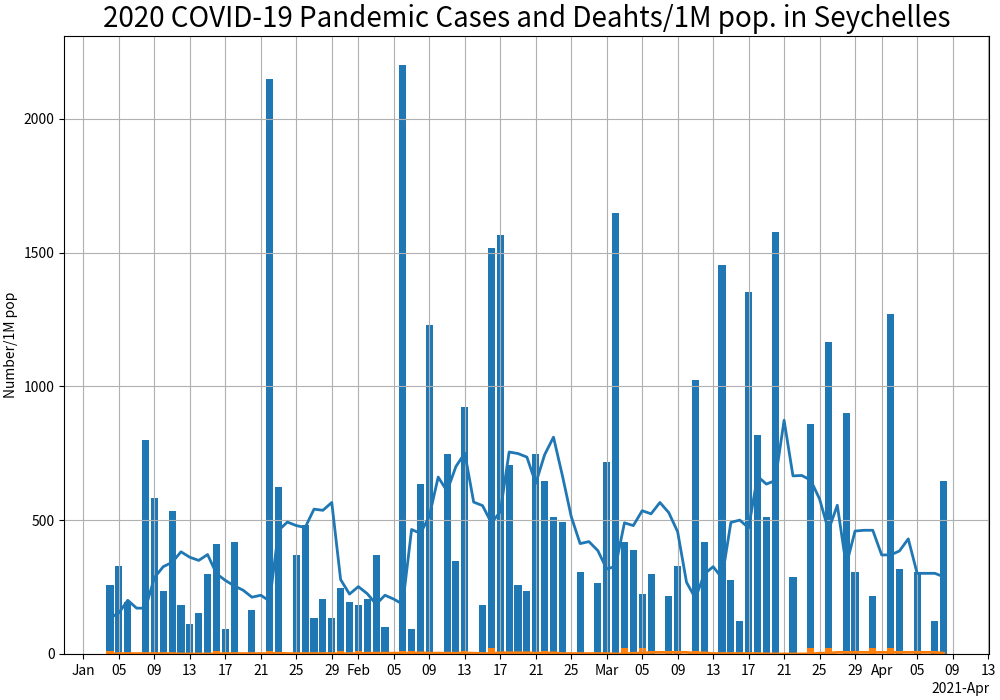 2020 COVID-19 Pandemic Cases and Deahts/1M pop. in Seychelles
Number/1M pop
2000
1500
1000
500
0
Jan 05 09 13 17 21 25 29 Feb 05 09 13 17 21 25 Mar 05 09 13 17 21 25 29 Apr 05 09 13
2021-Apr